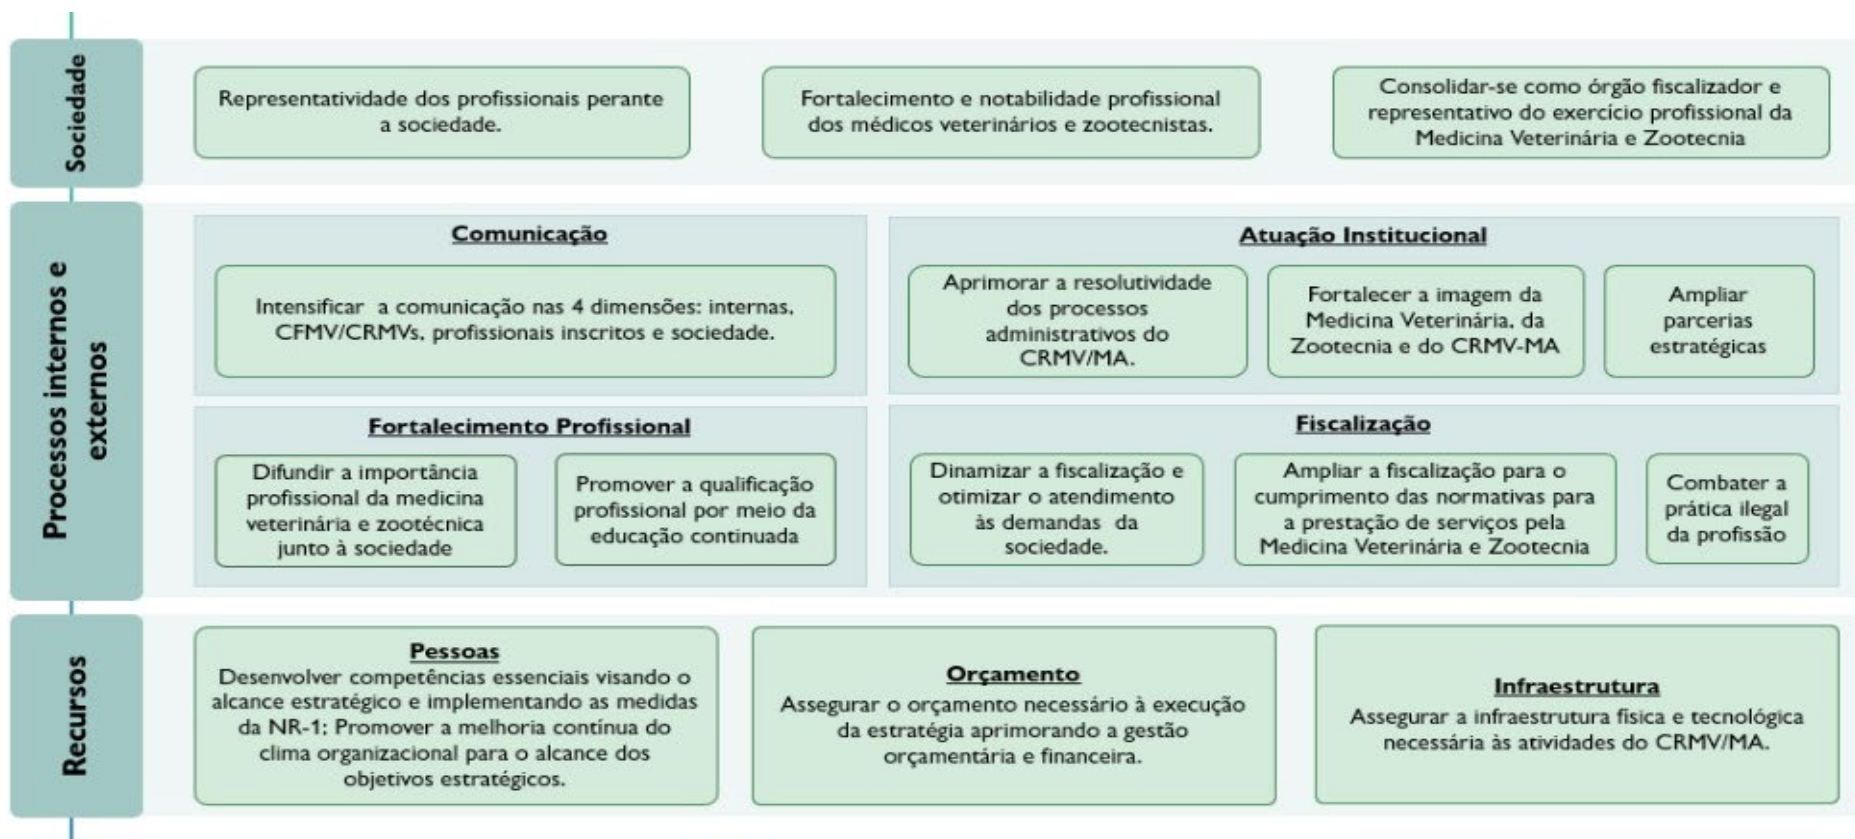 Sociedade
Representatividade dos profissionais perante
a sociedade.
Fortalecimento e notabilidade profissional
dos médicos veterinários e zootecnistas.
Consolidar-se como órgão fiscalizador e
representativo do exercício profissional da
Medicina Veterinária e Zootecnia
Processos internos e
externos
Comunicação
Intensificar a comunicação nas 4 dimensões: internas,
CFMV/CRMVs, profissionais inscritos e sociedade.
Atuação Institucional
Aprimorar a resolutividade
dos processos
administrativos do
CRMV/MA.
Fortalecer a imagem da
Medicina Veterinária, da
Zootecnia e do CRMV-MA
Ampliar
parcerias
estratégicas
Fortalecimento Profissional
Difundir a importância
profissional da medicina
veterinária e zootécnica
junto à sociedade
Promover a qualificação
profissional por meio da
educação continuada
Fiscalização
Dinamizar a fiscalização e
otimizar o atendimento
às demandas da
sociedade.
Ampliar a fiscalização para o
cumprimento das normativas para
a prestação de serviços pela
Medicina Veterinária e Zootecnia
Combater a
prática ilegal
da profissão
Recursos
Pessoas
Desenvolver competências essenciais visando o
alcance estratégico e implementando as medidas
da NR-1; Promover a melhoria contínua do
clima organizacional para o alcance dos
objetivos estratégicos.
Orçamento
Assegurar o orçamento necessário à execução
da estratégia aprimorando a gestão
orçamentária e financeira.
Infraestrutura
Assegurar a infraestrutura física e tecnológica
necessária às atividades do CRMV/MA.